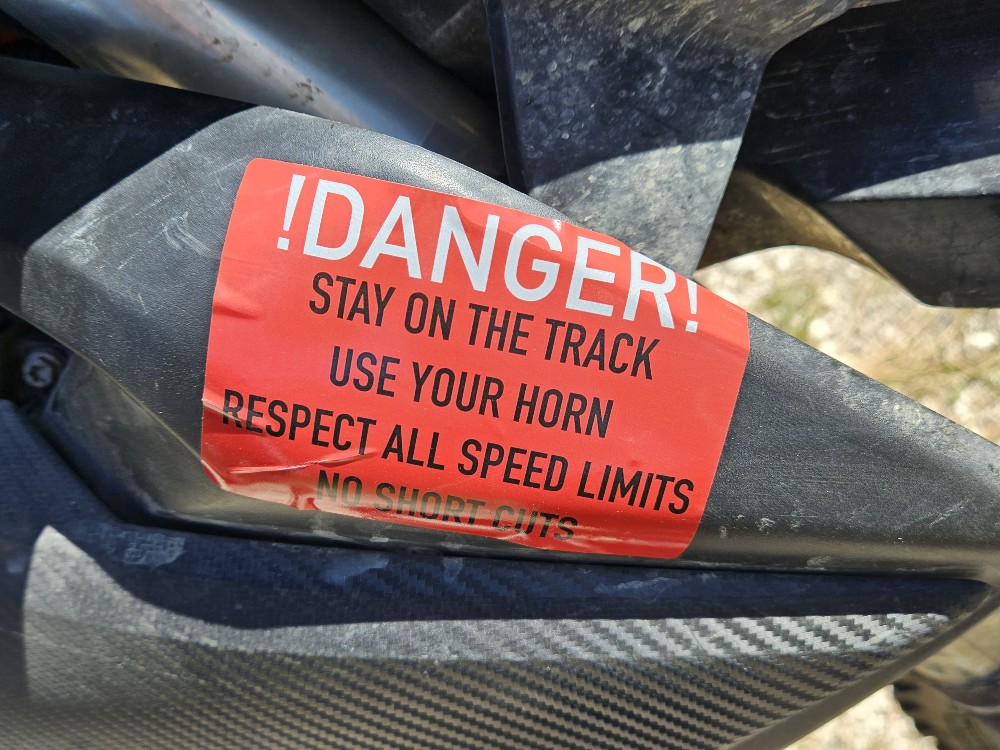 !DANGER!
STAY ON THE TRACK
USE YOUR HORN
RESPECT ALL SPEED LIMITS
NO SHORT CUTS